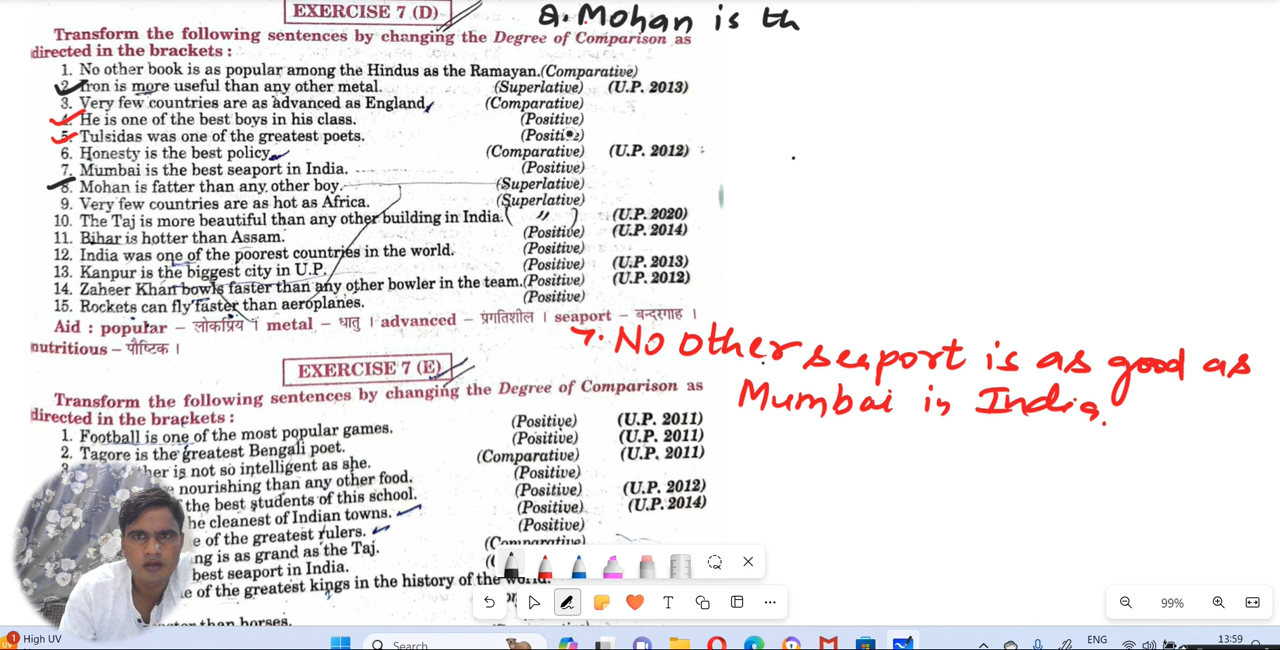 EXERCISE 7 (D)
8. Mohan is th
Transform the following sentences by changing the Degree of Comparison as
directed in the brackets :
1. No other book is as popular among the Hindus as the Ramayan.(Comparative)
2. Iron is more useful than any other metal. (Superlative) (U.P. 2013)
3. Very few countries are as advanced as England, (Comparative)
4. He is one of the best boys in his class. (Positive)
5. Tulsidas was one of the greatest poets.
6. Honesty is the best policy. (Comparative) (U.P. 2012)
7. Mumbai is the best seaport in India. (Positive)
8. Mohan is fatter than any other boy. (Superlative)
9. Very few countries are as hot as Africa. (Superlative)
10. The Taj is more beautiful than any other building in India. ( " ) (U.P. 2020)
11. Bihar is hotter than Assam. (Positive) (U.P. 2014)
12. India was one of the poorest countries in the world. (Positive)
13. Kanpur is the biggest city in U.P. (Positive) (U.P. 2013)
14. Zaheer Khan bowls faster than any other bowler in the team.(Positive) (U.P. 2012)
15. Rockets can fly faster than aeroplanes. (Positive)
Aid : popular – लोकप्रिय । metal – धातु । advanced – प्रगतिशील । seaport – बन्दरगाह ।
nutritious – पौष्टिक ।
7. No other seaport is as good as
Mumbai in India.
EXERCISE 7 (E)
Transform the following sentences by changing the Degree of Comparison as
directed in the brackets :
1. Football is one of the most popular games. (Positive) (U.P. 2011)
2. Tagore is the greatest Bengali poet. (Positive) (U.P. 2011)
her is not so intelligent as she. (Comparative) (U.P. 2011)
nourishing than any other food. (Positive)
the best students of this school. (Positive) (U.P. 2012)
he cleanest of Indian towns. (Positive) (U.P. 2014)
e of the greatest rulers. (Positive)
ng is as grand as the Taj. (Comparative)
best seaport in India.
e of the greatest kings in the history of the world.
than horses.
99%
1 High UV
Search
ENG
13:59